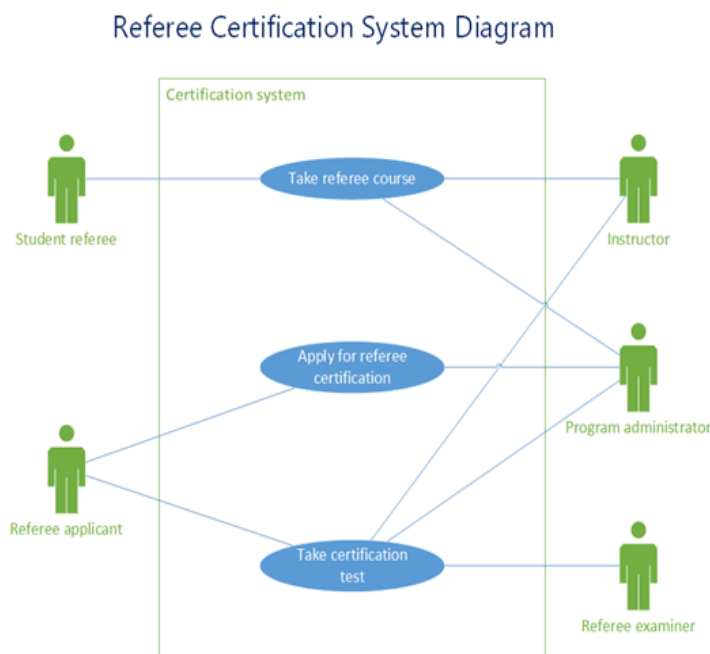 Referee Certification System Diagram
Certification system
Take referee course
Student referee
Instructor
Apply for referee
certification
Program administrator
Referee applicant
Take certification
test
Referee examiner